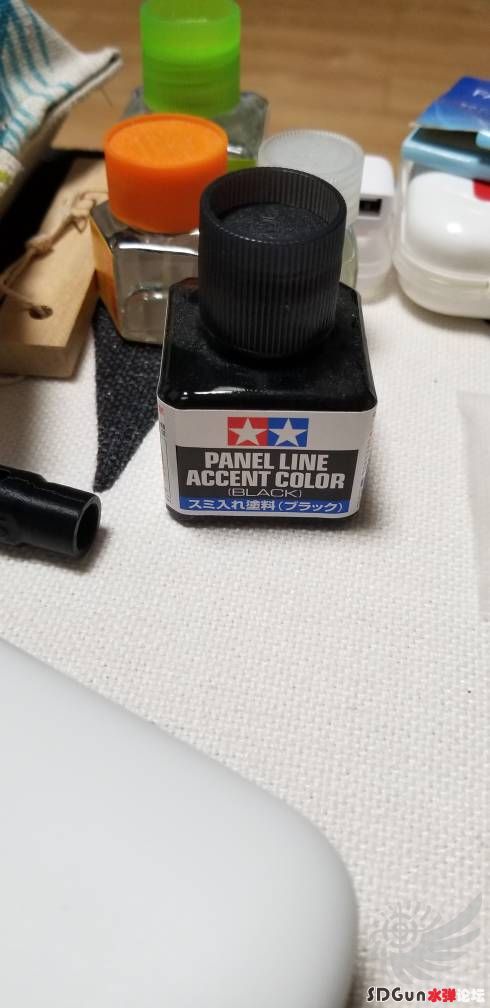 PANEL LINE
ACCENT COLOR
(BLACK)
スミ入れ塗料(ブラック)
SDGun水弹论坛